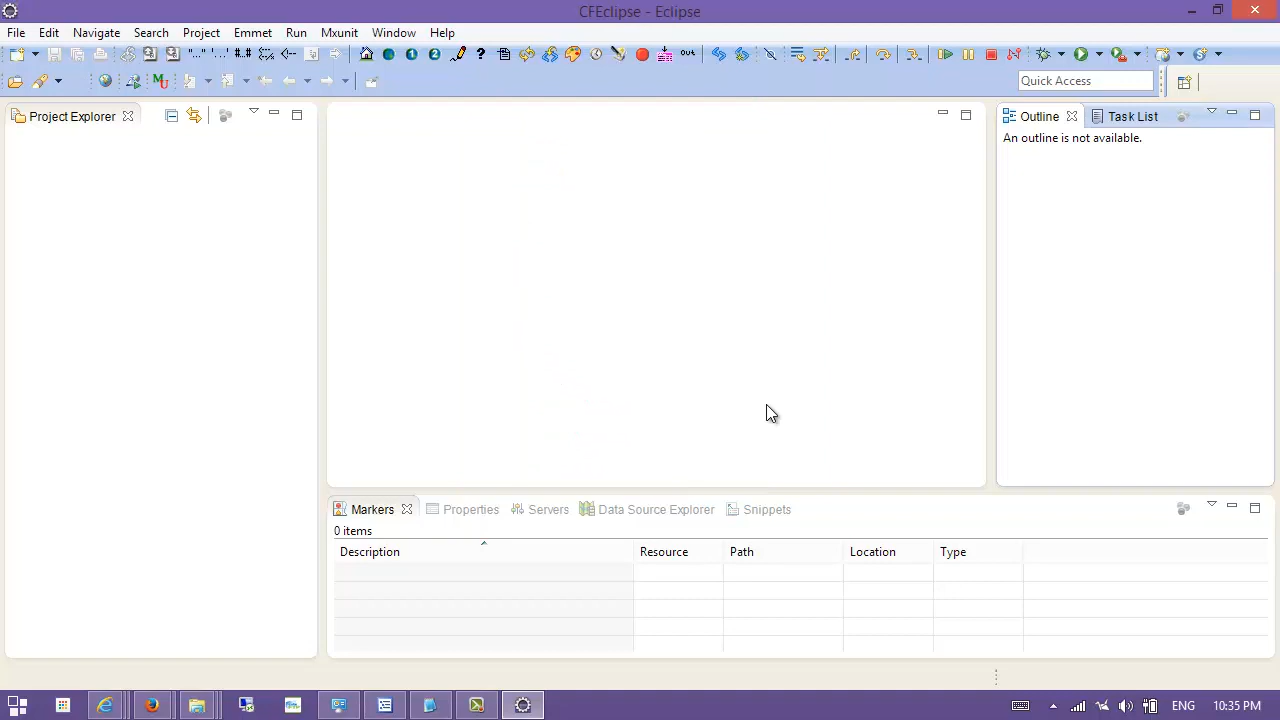 CFEclipse - Eclipse
File Edit Navigate Search Project Emmet Run Mxunit Window Help
Quick Access
Project Explorer
Outline Task List
An outline is not available.
Markers Properties Servers Data Source Explorer Snippets
0 items
Description Resource Path Location Type
ENG 10:35 PM